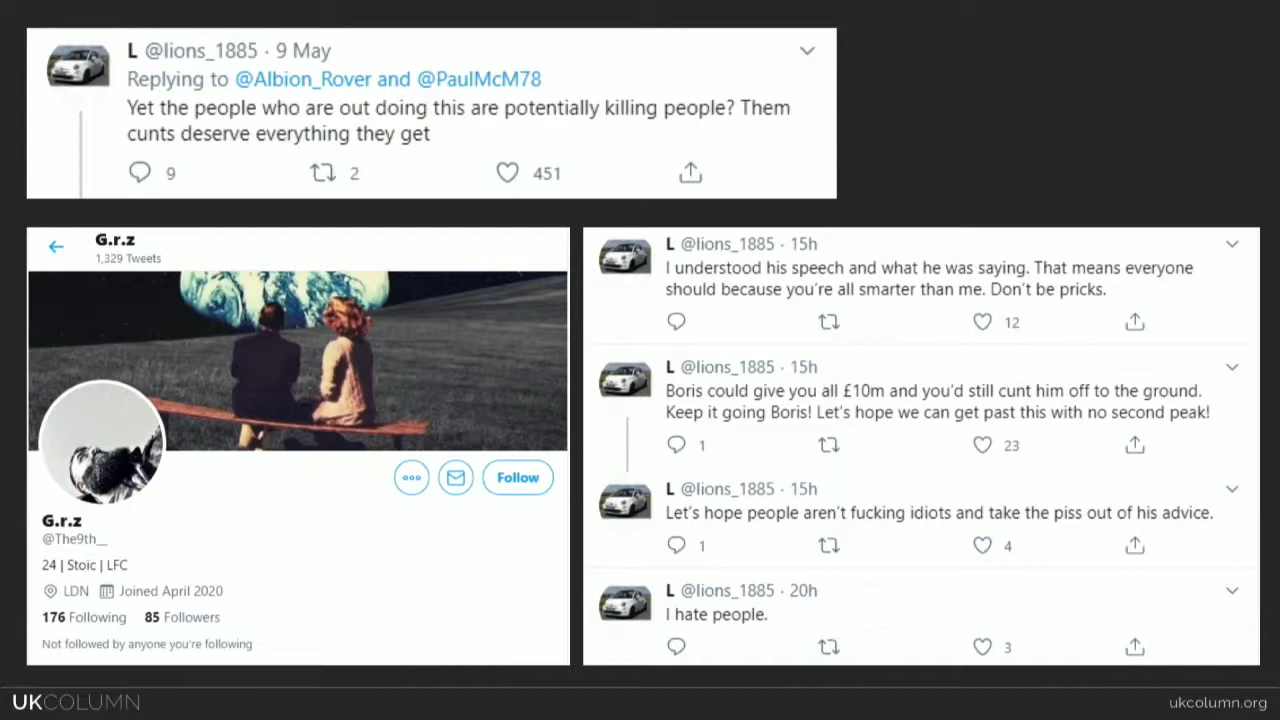 L @lions_1885 · 9 May
Replying to @Albion_Rover and @PaulMcM78
Yet the people who are out doing this are potentially killing people? Them
cunts deserve everything they get
9 2 451
G.r.z
1,329 Tweets
Follow
G.r.z
@The9th__
24 | Stoic | LFC
LDN Joined April 2020
176 Following 85 Followers
Not followed by anyone you're following
L @lions_1885 · 15h
I understood his speech and what he was saying. That means everyone
should because you're all smarter than me. Don't be pricks.
12
L @lions_1885 · 15h
Boris could give you all £10m and you'd still cunt him off to the ground.
Keep it going Boris! Let's hope we can get past this with no second peak!
1 23
L @lions_1885 · 15h
Let's hope people aren't fucking idiots and take the piss out of his advice.
1 4
L @lions_1885 · 20h
I hate people.
3
UKCOLUMN
ukcolumn.org